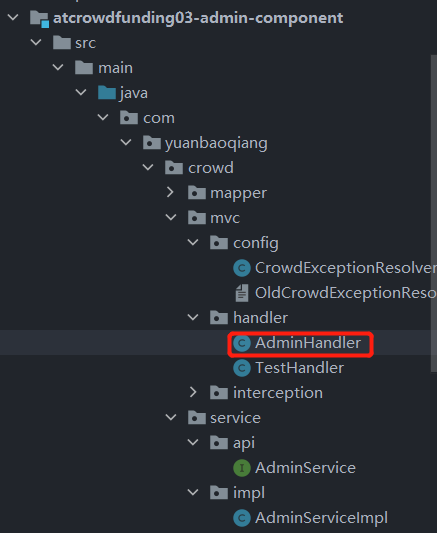 atcrowdfunding03-admin-component
src
main
java
com
yuanbaoqiang
crowd
mapper
mvc
config
CrowdExceptionResolver
OldCrowdExceptionReso
handler
AdminHandler
TestHandler
interception
service
api
AdminService
impl
AdminServiceImpl